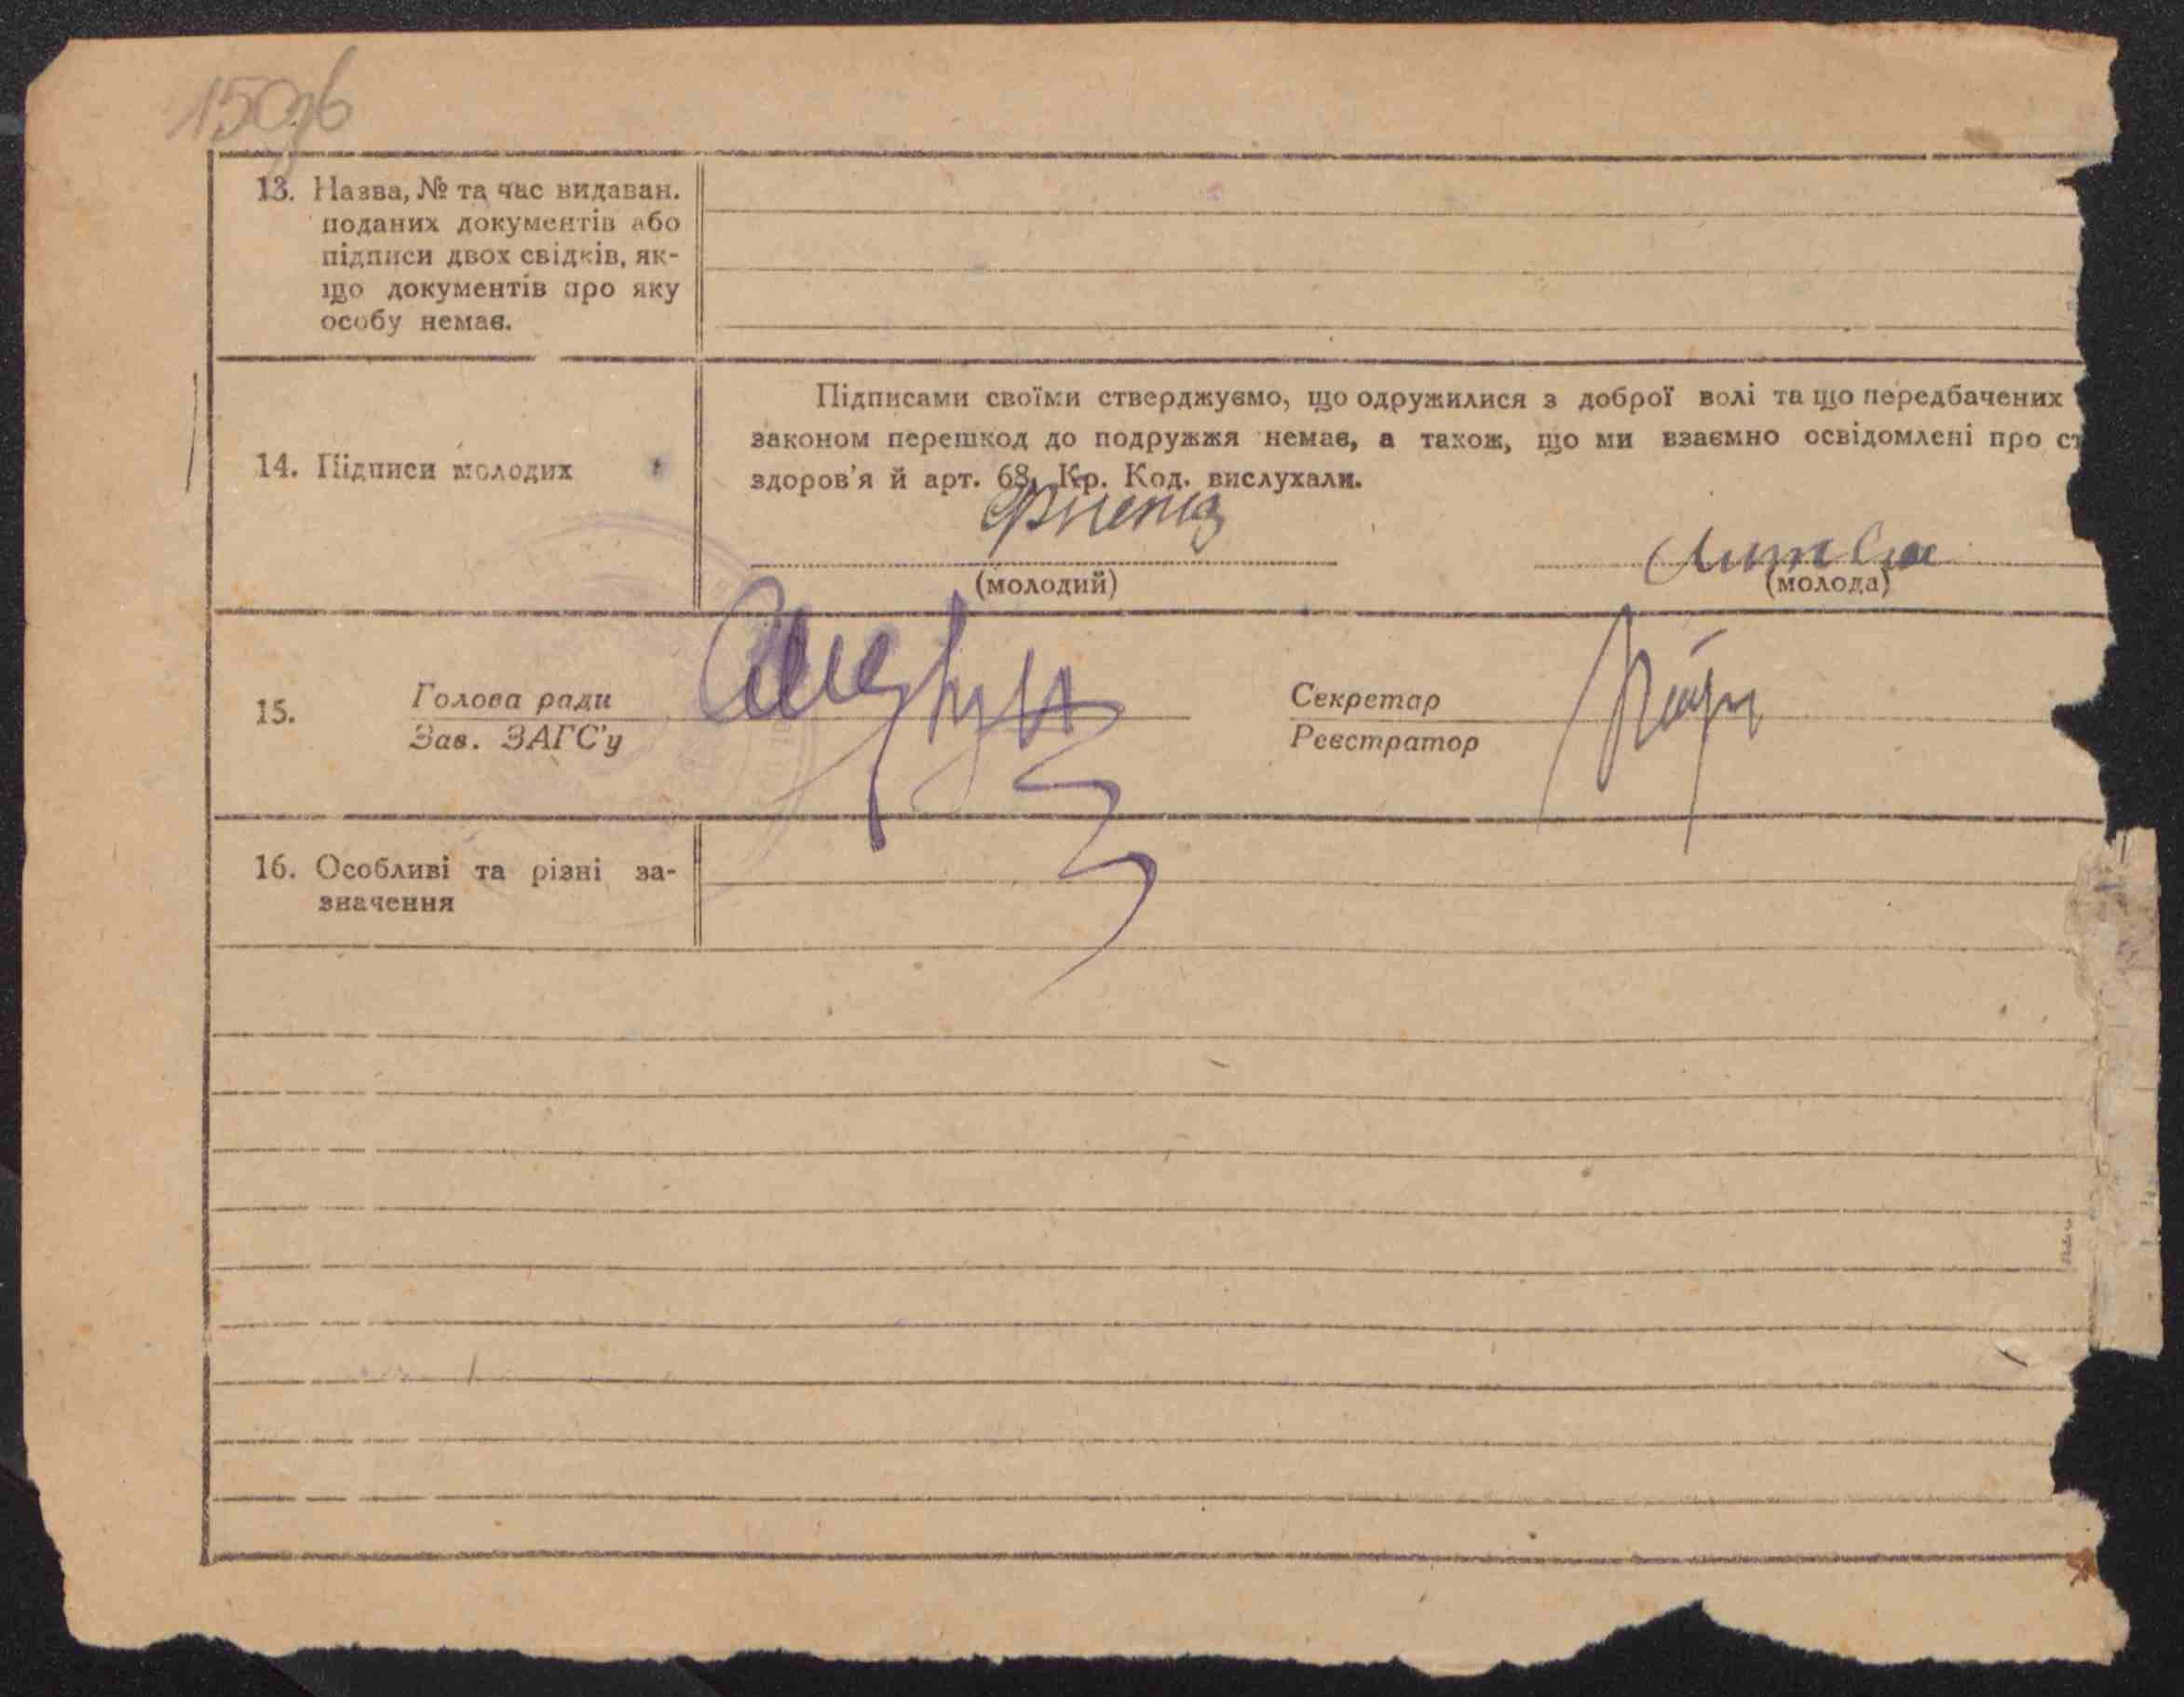 150зв
13. Назва, № та час видаван.
поданих документів або
підписи двох свідків, як-
що документів про яку
особу немає.
Підписами своїми стверджуємо, що одружилися з доброї волі та що передбачених
законом перешкод до подружжя немає, а також, що ми взаємно освідомлені про ст
здоров'я й арт. 68, Кр. Код. вислухали.
14. Підписи молодих
(молодий)
Литвин
(молода)
15.
Голова ради
Зав. ЗАГС'у
Секретар
Реєстратор
16. Особливі та різні за-
значення